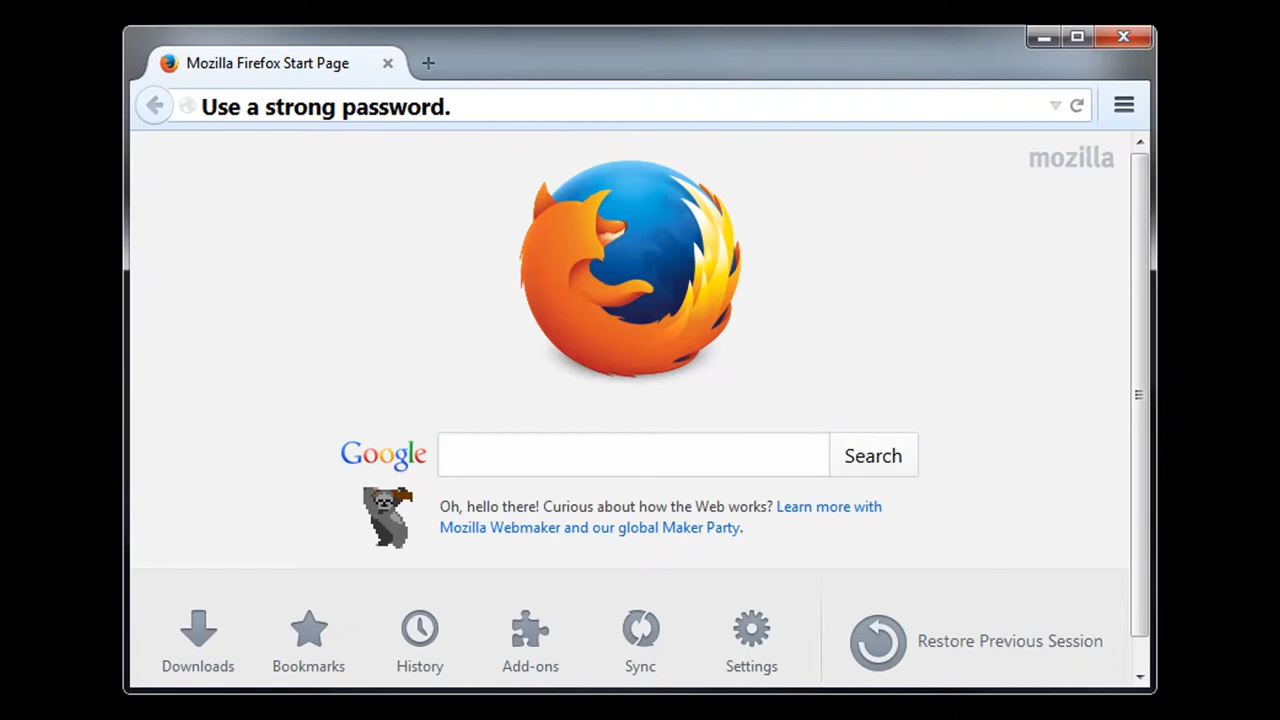 Mozilla Firefox Start Page
Use a strong password.
mozilla
Google
Search
Oh, hello there! Curious about how the Web works? Learn more with
Mozilla Webmaker and our global Maker Party.
Downloads
Bookmarks
History
Add-ons
Sync
Settings
Restore Previous Session